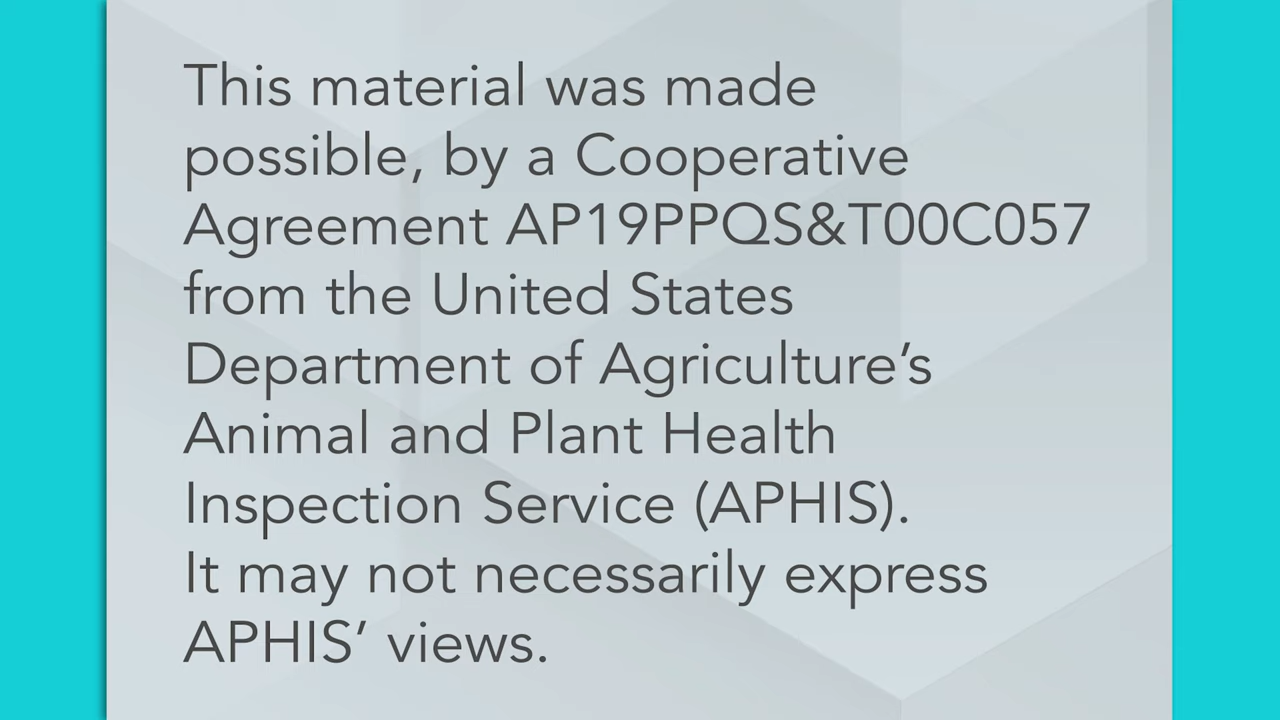 This material was made
possible, by a Cooperative
Agreement AP19PPQS&T00C057
from the United States
Department of Agriculture’s
Animal and Plant Health
Inspection Service (APHIS).
It may not necessarily express
APHIS’ views.